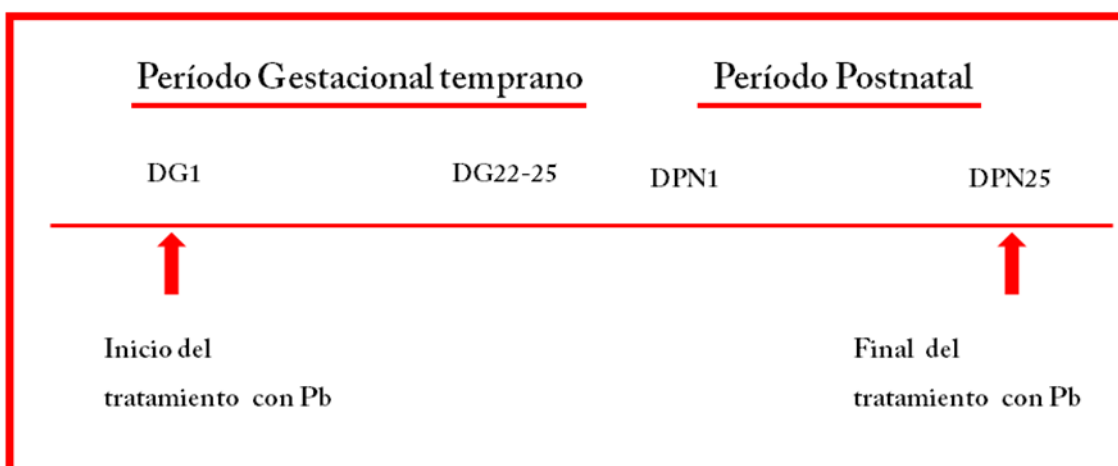 Período Gestacional temprano
Período Postnatal
DG1
DG22-25
DPN1
DPN25
Inicio del
tratamiento con Pb
Final del
tratamiento con Pb